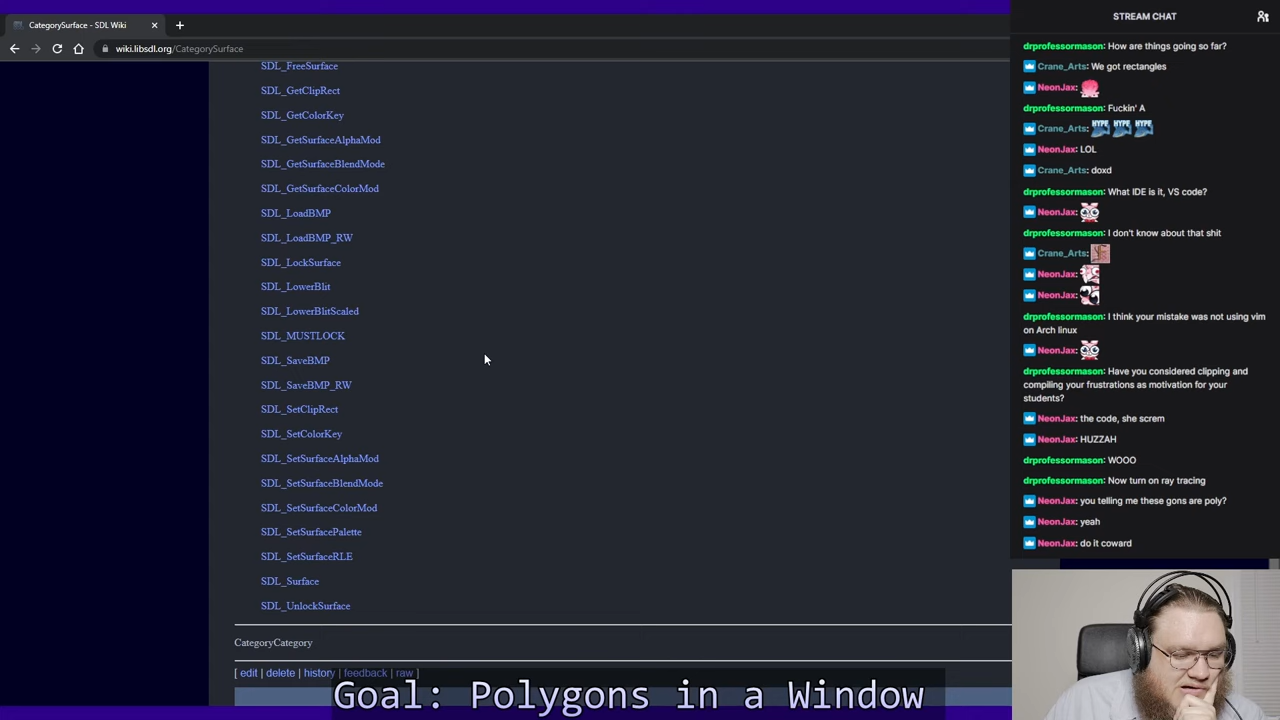 CategorySurface - SDL Wiki
wiki.libsdl.org/CategorySurface
SDL_FreeSurface
SDL_GetClipRect
SDL_GetColorKey
SDL_GetSurfaceAlphaMod
SDL_GetSurfaceBlendMode
SDL_GetSurfaceColorMod
SDL_LoadBMP
SDL_LoadBMP_RW
SDL_LockSurface
SDL_LowerBlit
SDL_LowerBlitScaled
SDL_MUSTLOCK
SDL_SaveBMP
SDL_SaveBMP_RW
SDL_SetClipRect
SDL_SetColorKey
SDL_SetSurfaceAlphaMod
SDL_SetSurfaceBlendMode
SDL_SetSurfaceColorMod
SDL_SetSurfacePalette
SDL_SetSurfaceRLE
SDL_Surface
SDL_UnlockSurface
CategoryCategory
[ edit | delete | history | feedback | raw ]
Goal: Polygons in a Window
STREAM CHAT
drprofessormason: How are things going so far?
Crane_Arts: We got rectangles
NeonJax:
drprofessormason: Fuckin' A
Crane_Arts: HYPE HYPE HYPE
NeonJax: LOL
Crane_Arts: doxd
drprofessormason: What IDE is it, VS code?
NeonJax:
drprofessormason: I don't know about that shit
Crane_Arts:
NeonJax:
NeonJax:
drprofessormason: I think your mistake was not using vim
on Arch linux
NeonJax:
drprofessormason: Have you considered clipping and
compiling your frustrations as motivation for your
students?
NeonJax: the code, she screm
NeonJax: HUZZAH
drprofessormason: WOOO
drprofessormason: Now turn on ray tracing
NeonJax: you telling me these gons are poly?
NeonJax: yeah
NeonJax: do it coward